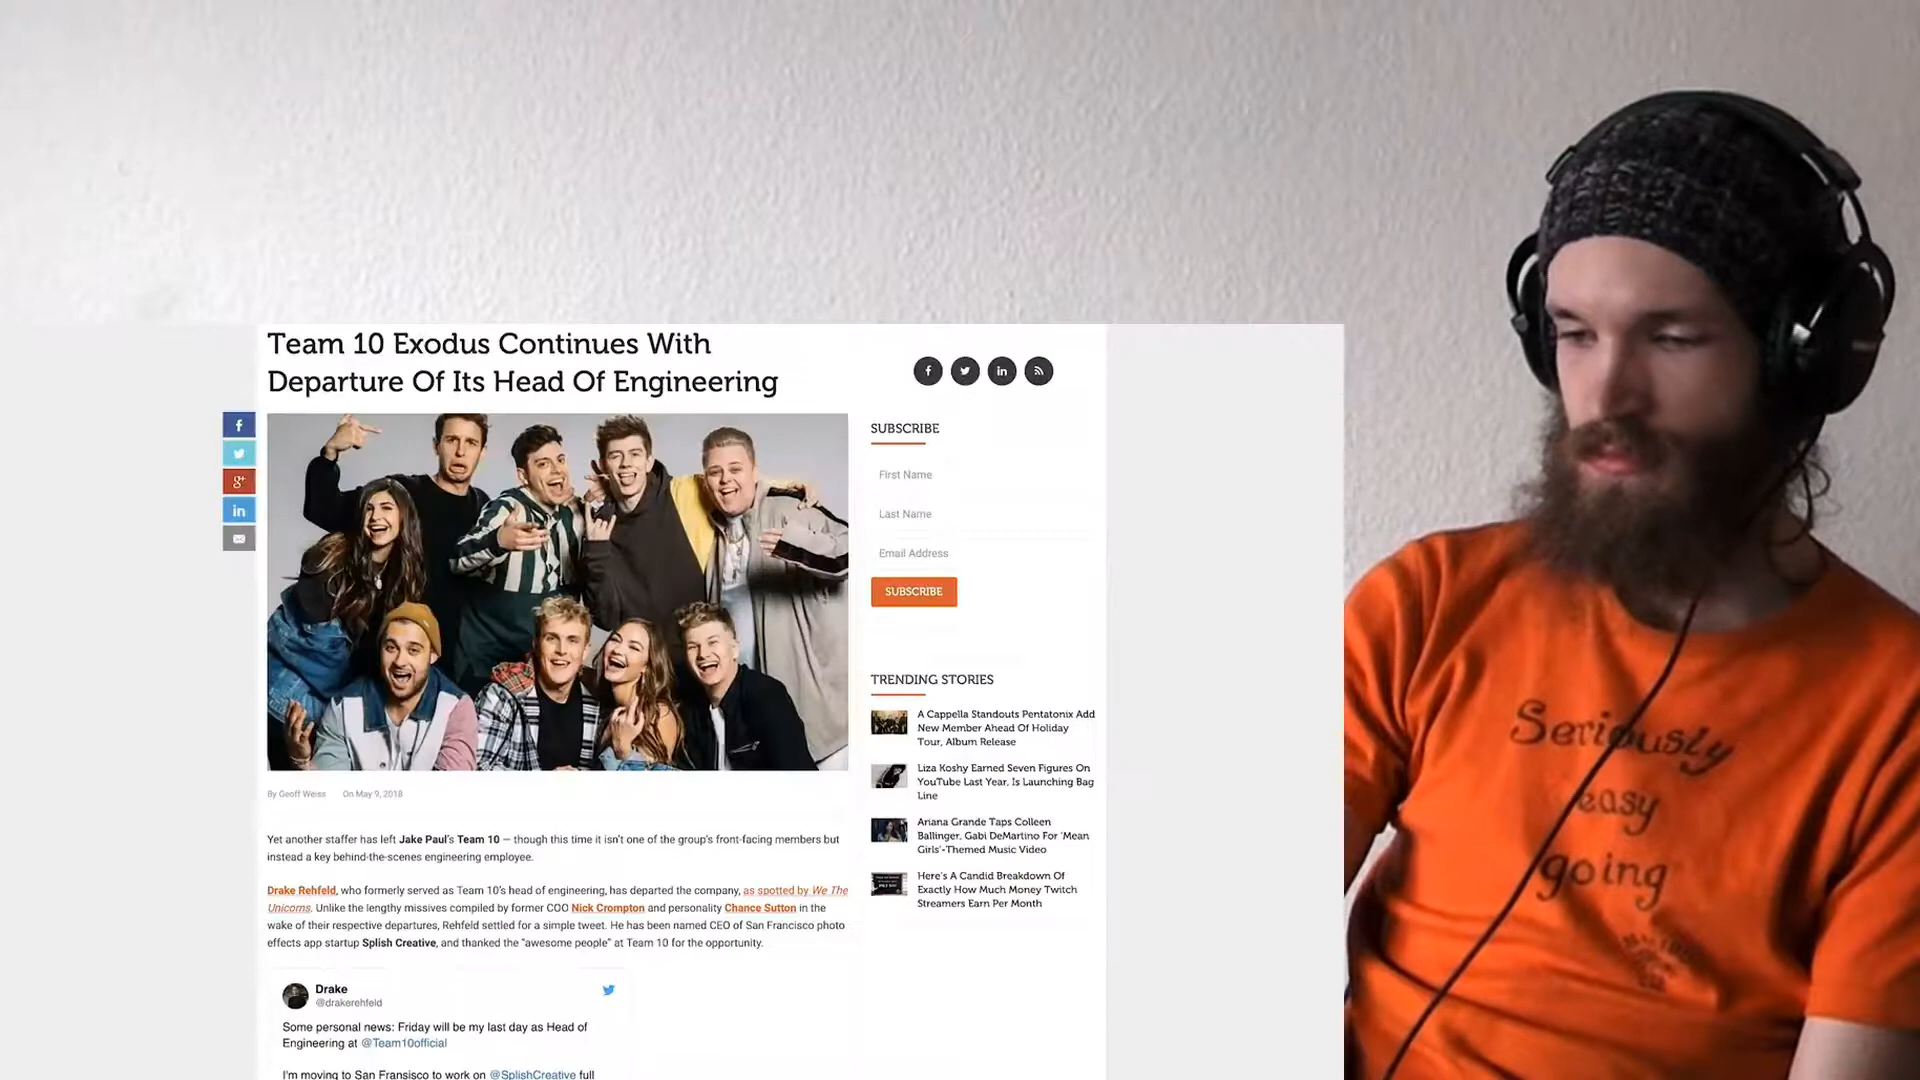 Team 10 Exodus Continues With
Departure Of Its Head Of Engineering
By Geoff Weiss On May 9, 2018
Yet another staffer has left Jake Paul's Team 10 — though this time it isn't one of the group's front-facing members but
instead a key behind-the-scenes engineering employee.
Drake Rehfeld, who formerly served as Team 10's head of engineering, has departed the company, as spotted by We The
Unicorns. Unlike the lengthy missives compiled by former COO Nick Crompton and personality Chance Sutton in the
wake of their respective departures, Rehfeld settled for a simple tweet. He has been named CEO of San Francisco photo
effects app startup Splish Creative, and thanked the "awesome people" at Team 10 for the opportunity.
Drake
@drakerehfeld
Some personal news: Friday will be my last day as Head of
Engineering at @Team10official
I'm moving to San Fransisco to work on @SplishCreative full
SUBSCRIBE
First Name
Last Name
Email Address
SUBSCRIBE
TRENDING STORIES
A Cappella Standouts Pentatonix Add
New Member Ahead Of Holiday
Tour, Album Release
Liza Koshy Earned Seven Figures On
YouTube Last Year, Is Launching Bag
Line
Ariana Grande Taps Colleen
Ballinger, Gabi DeMartino For 'Mean
Girls'-Themed Music Video
Here's A Candid Breakdown Of
Exactly How Much Money Twitch
Streamers Earn Per Month
Seriously
easy
going